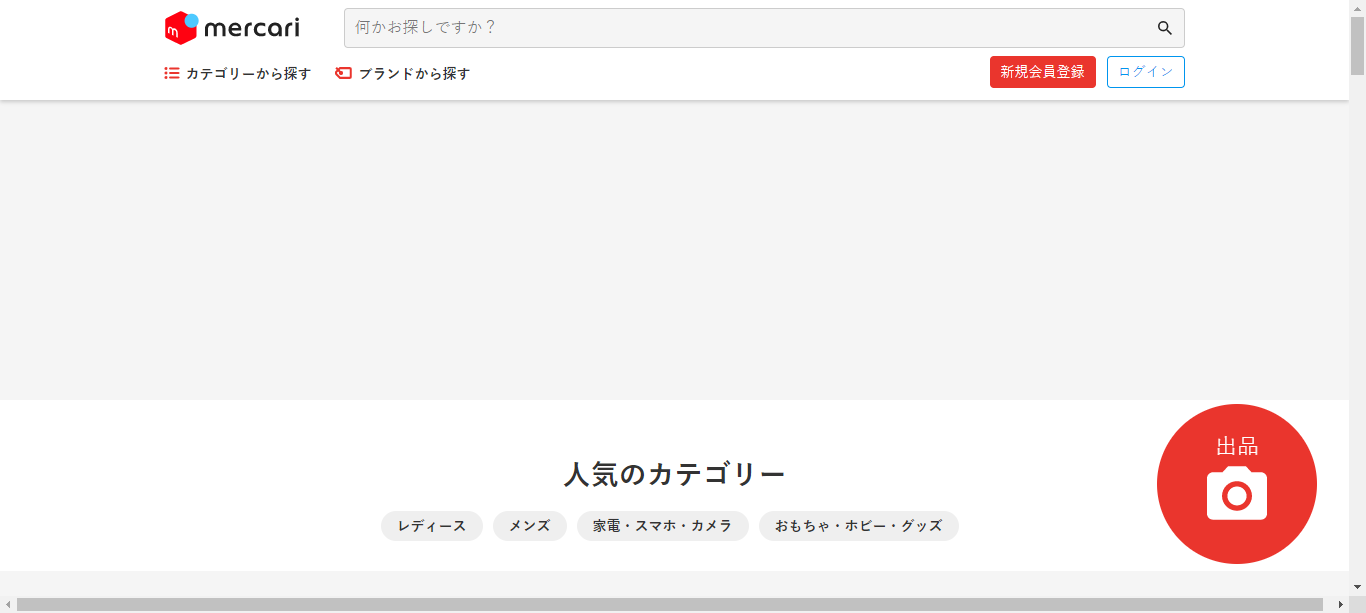 mercari
何かお探しですか？
カテゴリーから探す
ブランドから探す
新規会員登録
ログイン
出品
人気のカテゴリー
レディース
メンズ
家電・スマホ・カメラ
おもちゃ・ホビー・グッズ